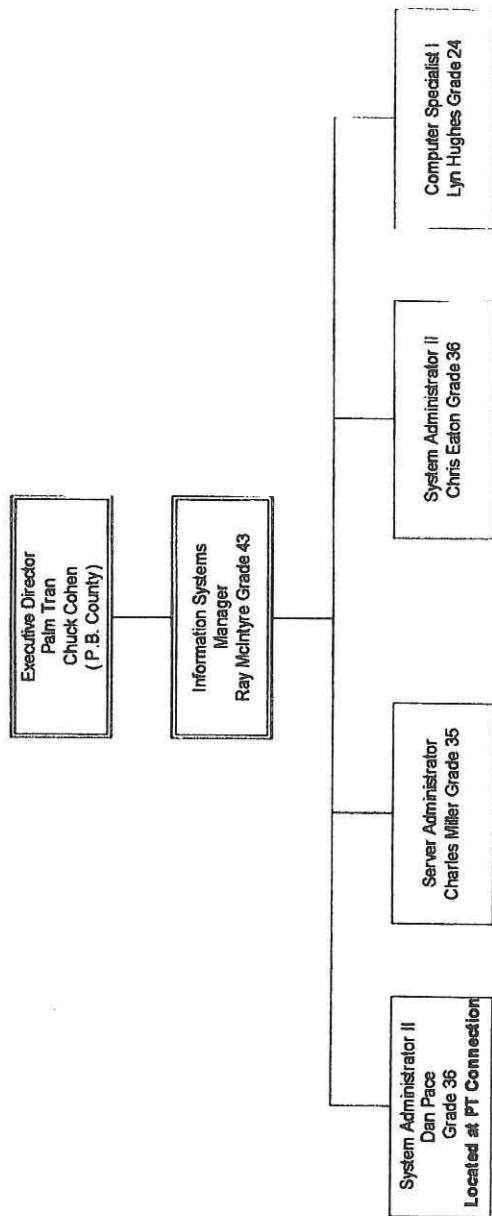 Executive Director
Palm Tran
Chuck Cohen
( P.B. County)
Information Systems
Manager
Ray McIntyre Grade 43
System Administrator II
Dan Pace
Grade 36
Located at PT Connection
Server Administrator
Charles Miller Grade 35
System Administrator II
Chris Eaton Grade 36
Computer Specialist I
Lyn Hughes Grade 24